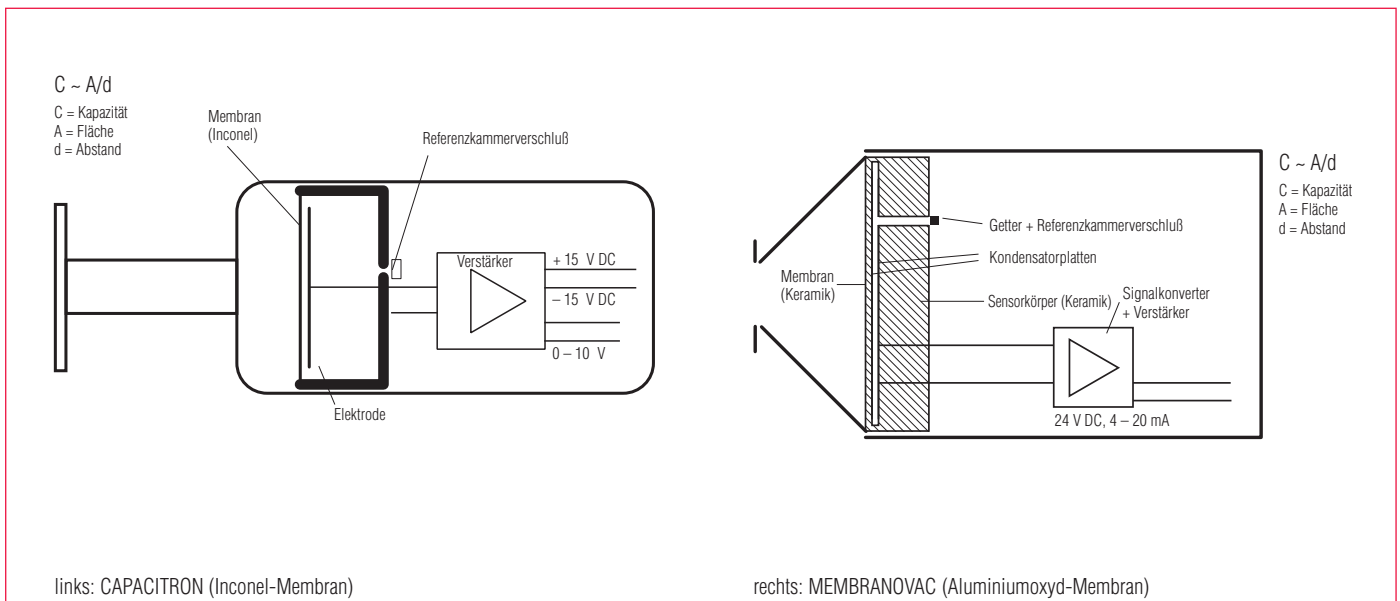 C ~ A/d
C = Kapazität
A = Fläche
d = Abstand
Membran
(Inconel)
Referenzkammerverschluß
Verstärker
+ 15 V DC
– 15 V DC
0 – 10 V
Elektrode
C ~ A/d
C = Kapazität
A = Fläche
d = Abstand
Getter + Referenzkammerverschluß
Kondensatorplatten
Membran
(Keramik)
Sensorkörper (Keramik)
Signalkonverter
+ Verstärker
24 V DC, 4 – 20 mA
links: CAPACITRON (Inconel-Membran)
rechts: MEMBRANOVAC (Aluminiumoxyd-Membran)